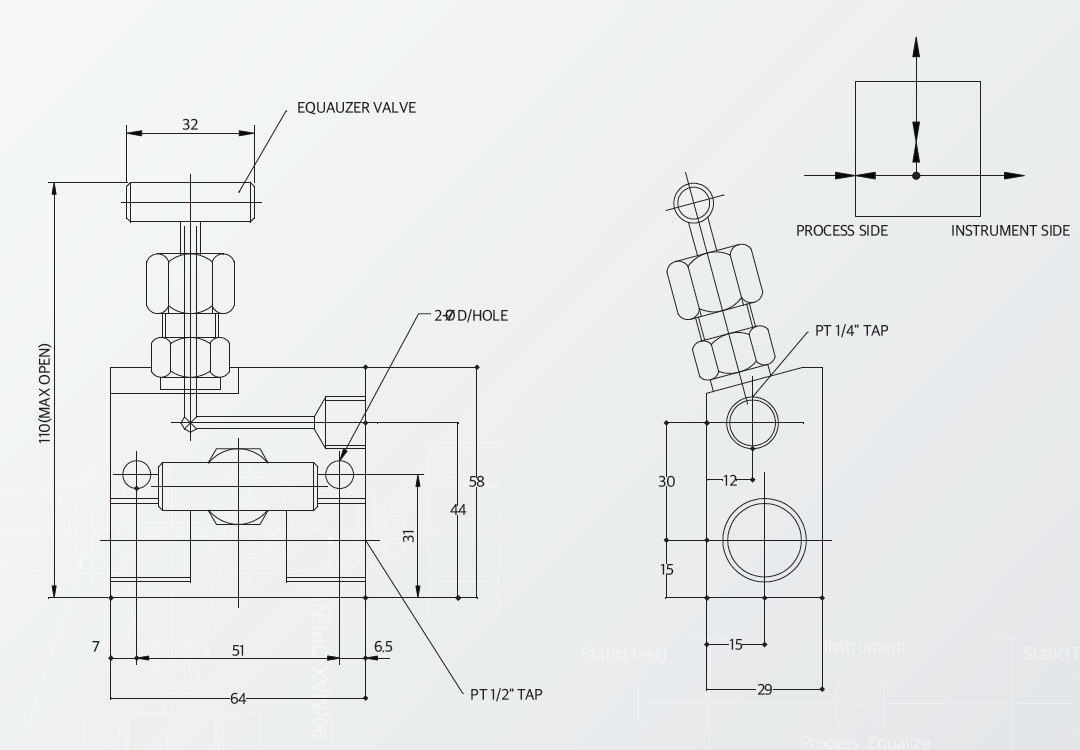 EQUAUZER VALVE
32
PROCESS SIDE
INSTRUMENT SIDE
2-Ø D/HOLE
PT 1/4" TAP
110(MAX OPEN)
58
44
31
30
12
15
7
51
6.5
64
PT 1/2" TAP
15
29
90(MAX OPEN)
Static(Test)
Instrument
Static(T
Process Equalize